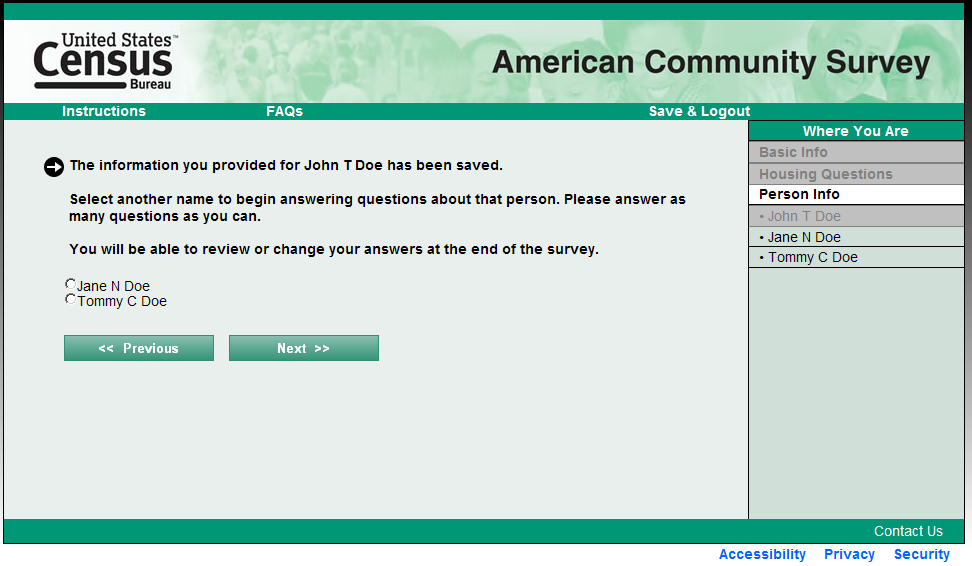 United States™
Census
Bureau
American Community Survey
Instructions FAQs Save & Logout
Where You Are
Basic Info
Housing Questions
Person Info
• John T Doe
• Jane N Doe
• Tommy C Doe
The information you provided for John T Doe has been saved.
Select another name to begin answering questions about that person. Please answer as
many questions as you can.
You will be able to review or change your answers at the end of the survey.
Jane N Doe
Tommy C Doe
<< Previous Next >>
Contact Us
Accessibility Privacy Security